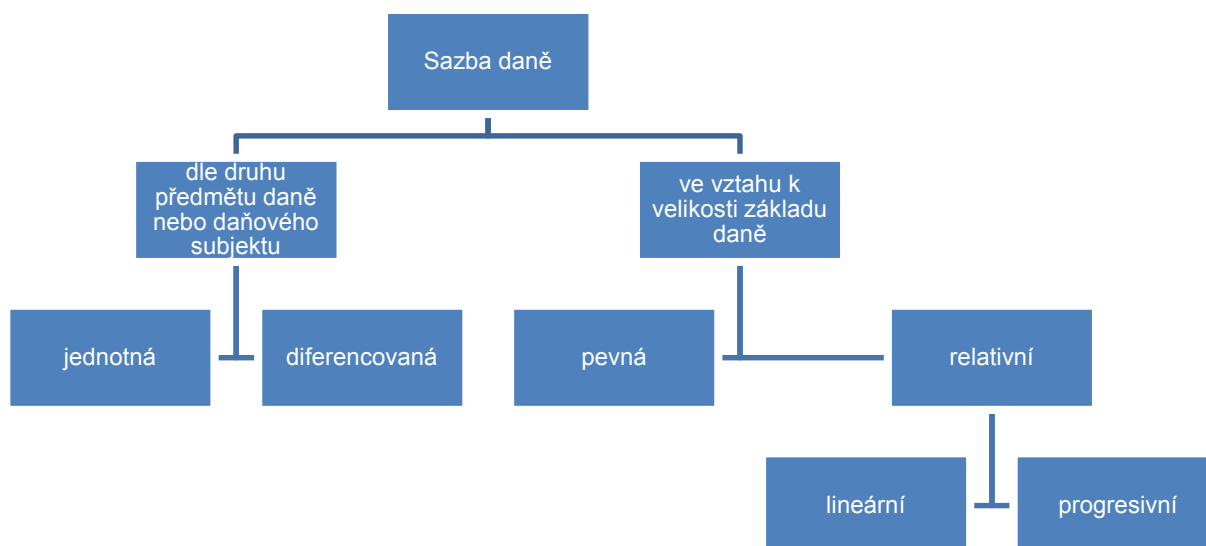 Sazba daně
dle druhu
předmětu daně
nebo daňového
subjektu
ve vztahu k
velikosti základu
daně
jednotná
diferencovaná
pevná
relativní
lineární
progresivní